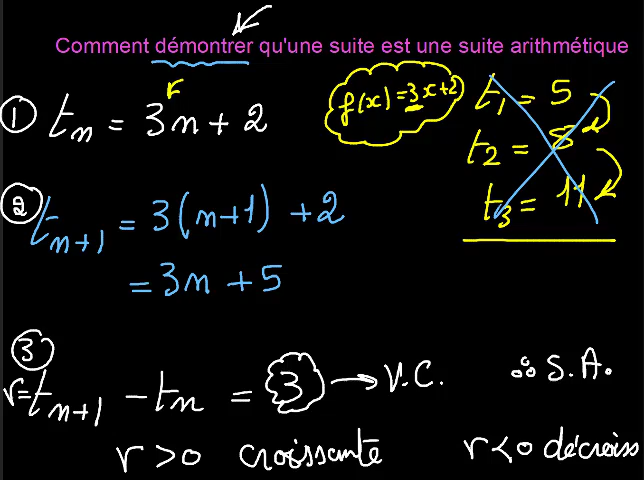 Comment démontrer qu'une suite est une suite arithmétique
r
① tn = 3n + 2
f(x) = 3x+2
t1 = 5
t2 = 8
t3 = 11
② tn+1 = 3(n+1) + 2
= 3n + 5
③
r = tn+1 - tn = 3 → V.C. ∴ S.A.
r > 0 croissante r < 0 décroiss